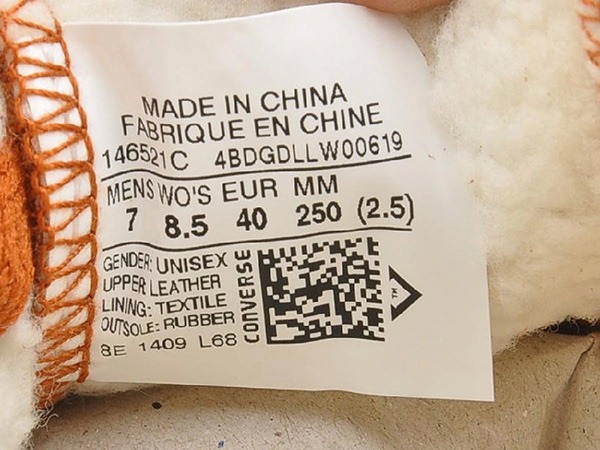 MADE IN CHINA
FABRIQUE EN CHINE
146521C 4BDGDLLW00619
MENS WO'S EUR MM
7 8.5 40 250 (2.5)
GENDER: UNISEX
UPPER LEATHER
LINING: TEXTILE
OUTSOLE: RUBBER
8E 1409 L68
CONVERSE
TM